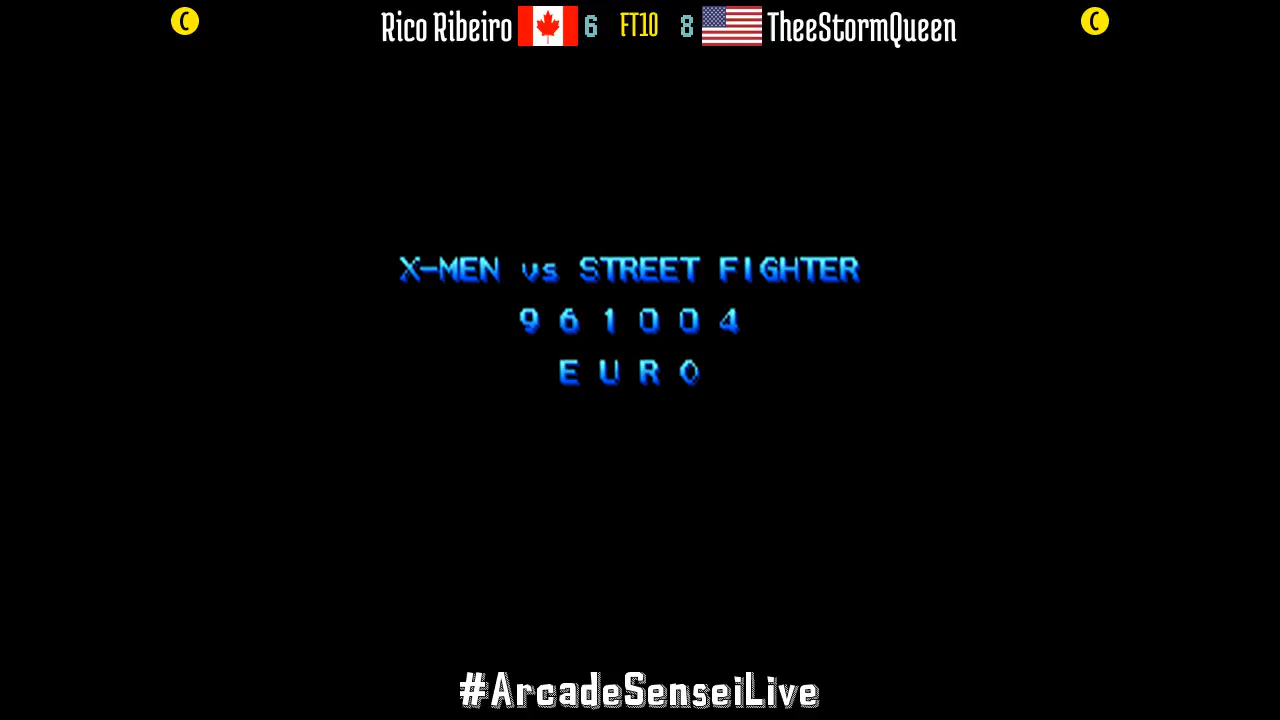 C Rico Ribeiro 6 FT10 8 TheeStormQueen C
X-MEN vs STREET FIGHTER
961004
EURO
#ArcadeSenseiLive